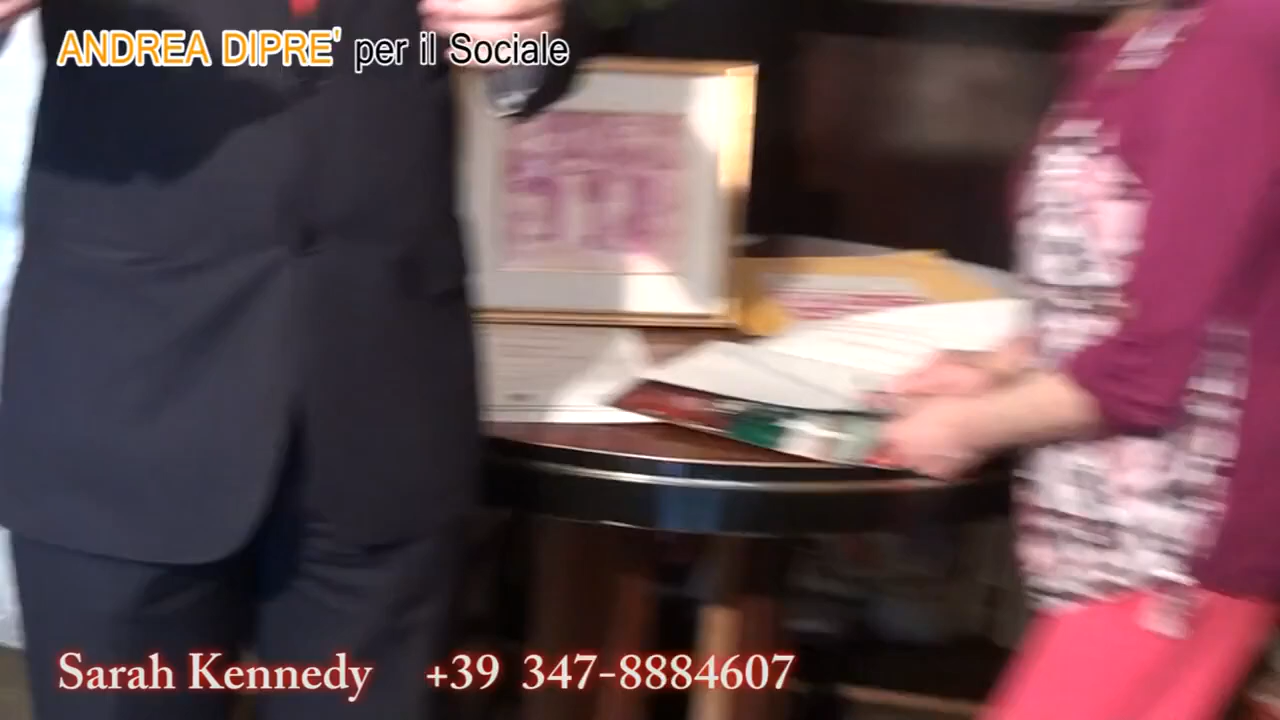 ANDREA DIPRE' per il Sociale
Sarah Kennedy +39 347-8884607